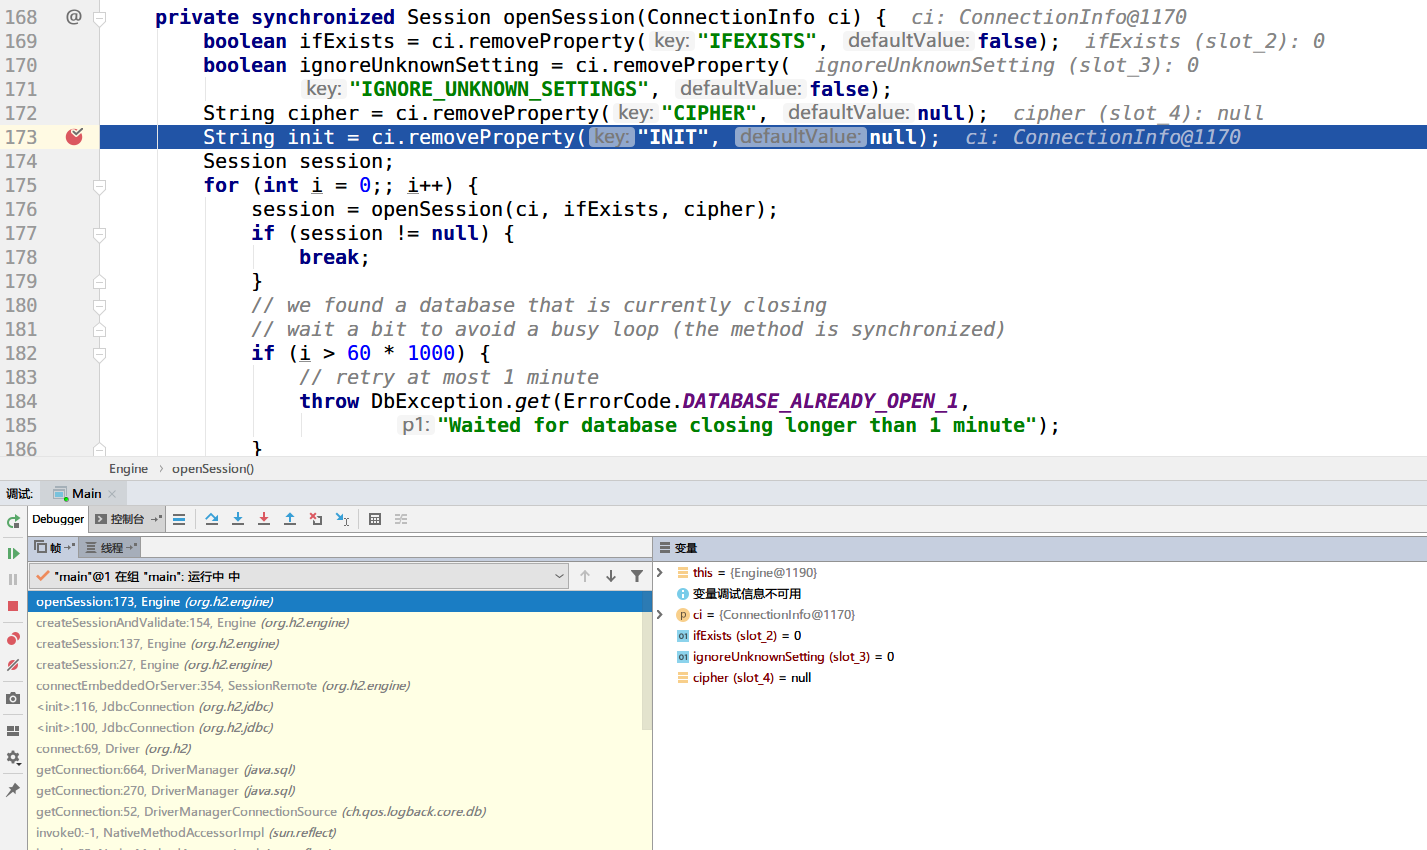 168 @ private synchronized Session openSession(ConnectionInfo ci) { ci: ConnectionInfo@1170
169 boolean ifExists = ci.removeProperty( key: "IFEXISTS", defaultValue: false); ifExists (slot_2): 0
170 boolean ignoreUnknownSetting = ci.removeProperty( ignoreUnknownSetting (slot_3): 0
171 key: "IGNORE_UNKNOWN_SETTINGS", defaultValue: false);
172 String cipher = ci.removeProperty( key: "CIPHER", defaultValue: null); cipher (slot_4): null
173 String init = ci.removeProperty( key: "INIT", defaultValue: null); ci: ConnectionInfo@1170
174 Session session;
175 for (int i = 0;; i++) {
176 session = openSession(ci, ifExists, cipher);
177 if (session != null) {
178 break;
179 }
180 // we found a database that is currently closing
181 // wait a bit to avoid a busy loop (the method is synchronized)
182 if (i > 60 * 1000) {
183 // retry at most 1 minute
184 throw DbException.get(ErrorCode.DATABASE_ALREADY_OPEN_1,
185 p1: "Waited for database closing longer than 1 minute");
186 }
Engine › openSession()
调试: Main ×
Debugger 控制台
帧 线程
"main"@1 在组 "main": 运行中 中
openSession:173, Engine (org.h2.engine)
createSessionAndValidate:154, Engine (org.h2.engine)
createSession:137, Engine (org.h2.engine)
createSession:27, Engine (org.h2.engine)
connectEmbeddedOrServer:354, SessionRemote (org.h2.engine)
<init>:116, JdbcConnection (org.h2.jdbc)
<init>:100, JdbcConnection (org.h2.jdbc)
connect:69, Driver (org.h2)
getConnection:664, DriverManager (java.sql)
getConnection:270, DriverManager (java.sql)
getConnection:52, DriverManagerConnectionSource (ch.qos.logback.core.db)
invoke0:-1, NativeMethodAccessorImpl (sun.reflect)
变量
this = {Engine@1190}
变量调试信息不可用
ci = {ConnectionInfo@1170}
ifExists (slot_2) = 0
ignoreUnknownSetting (slot_3) = 0
cipher (slot_4) = null